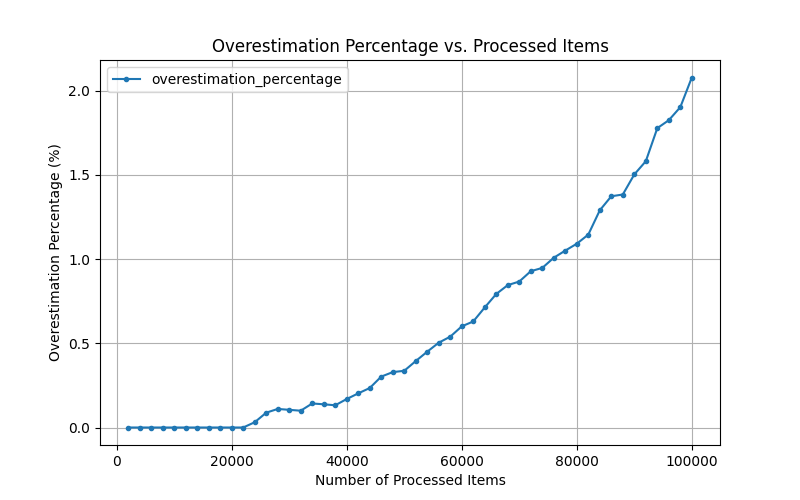 Overestimation Percentage vs. Processed Items
overestimation_percentage
Overestimation Percentage (%)
2.0
1.5
1.0
0.5
0.0
0 20000 40000 60000 80000 100000
Number of Processed Items